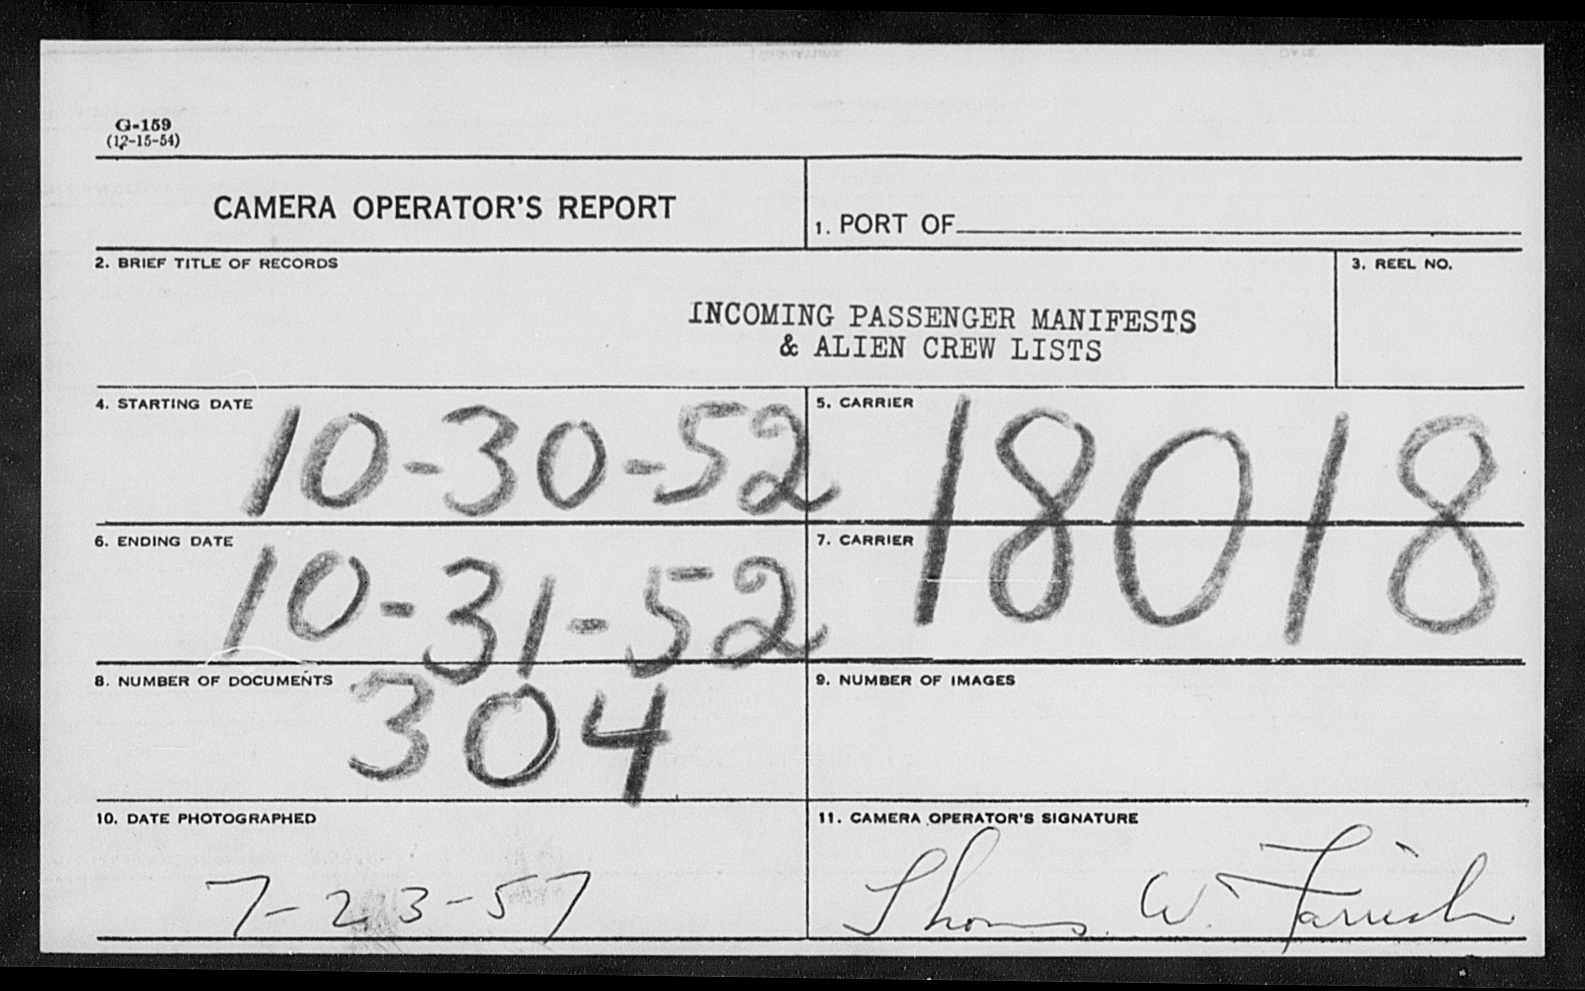 G-159
(12-15-54)
CAMERA OPERATOR'S REPORT
1. PORT OF
2. BRIEF TITLE OF RECORDS
3. REEL NO.
INCOMING PASSENGER MANIFESTS
& ALIEN CREW LISTS
4. STARTING DATE
10-30-52
5. CARRIER
18018
6. ENDING DATE
10-31-52
7. CARRIER
8. NUMBER OF DOCUMENTS
304
9. NUMBER OF IMAGES
10. DATE PHOTOGRAPHED
7-23-57
11. CAMERA OPERATOR'S SIGNATURE
Thomas W. Farrish